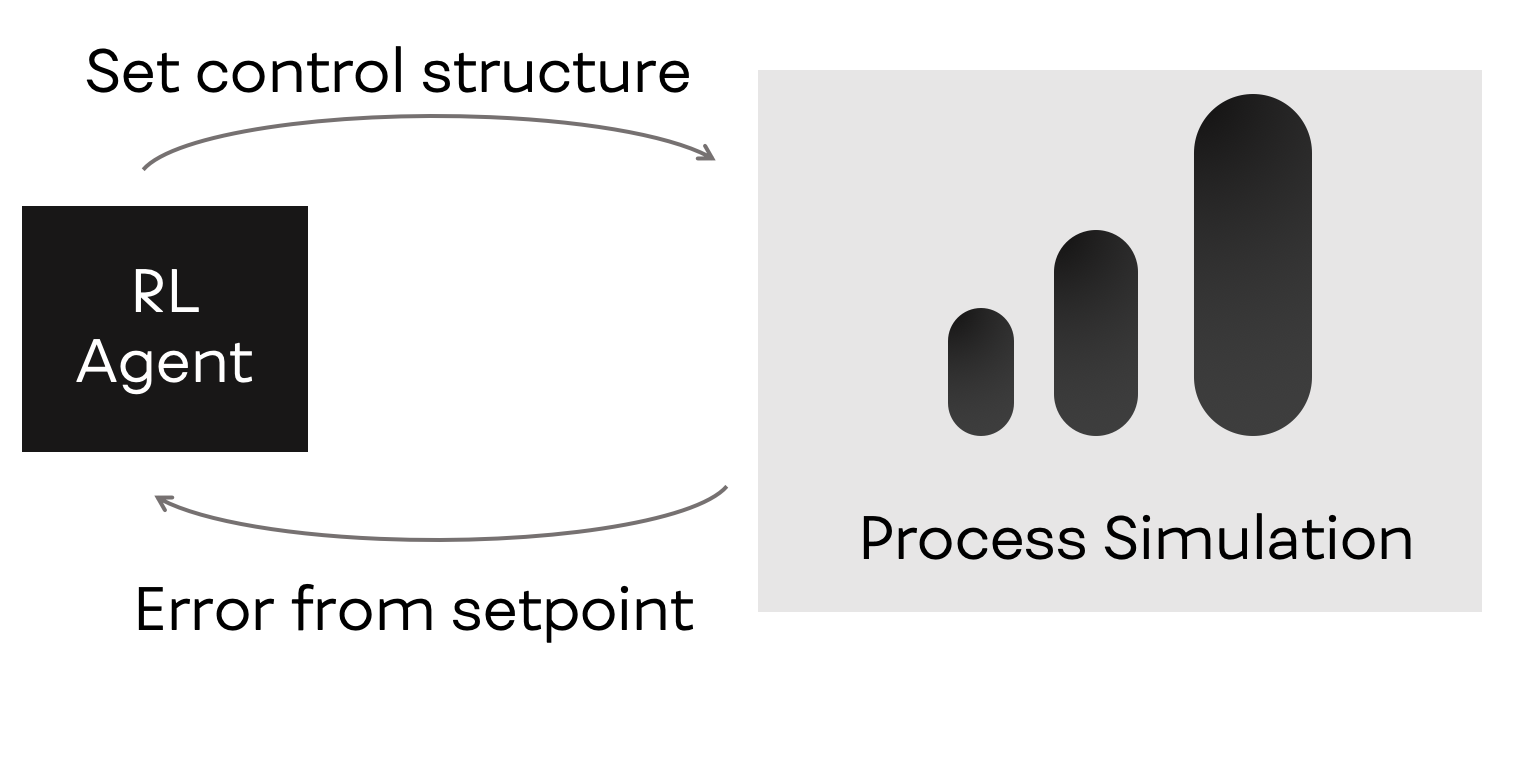 Set control structure
RL
Agent
Process Simulation
Error from setpoint